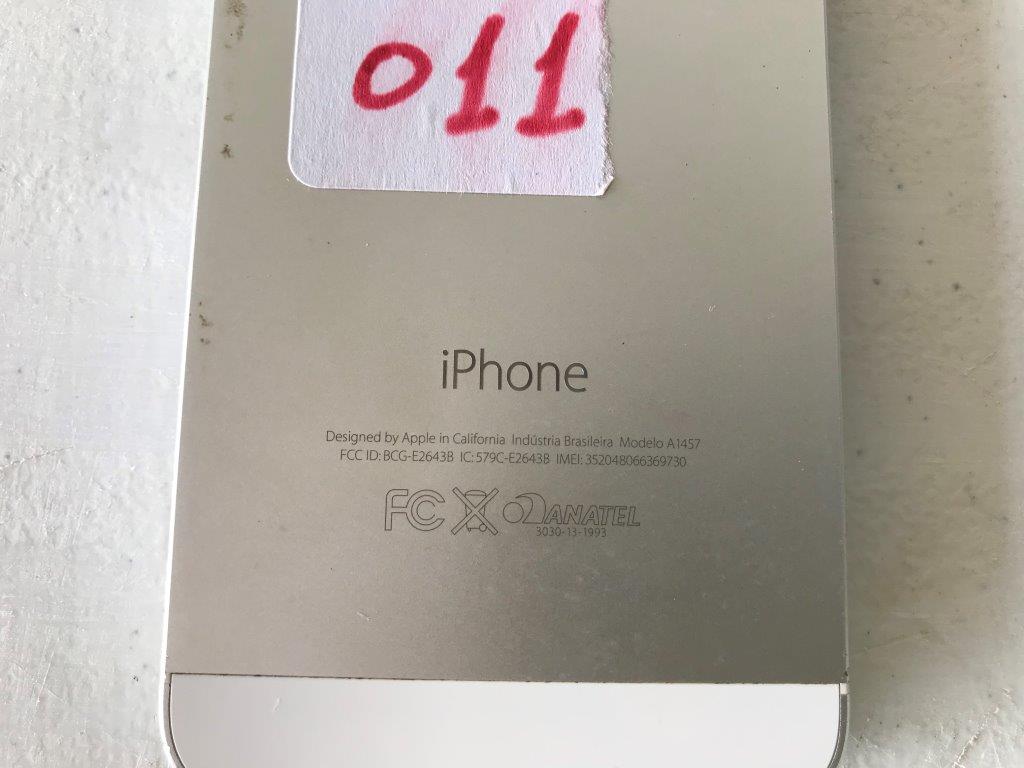 011
iPhone
Designed by Apple in California Indústria Brasileira Modelo A1457
FCC ID: BCG-E2643B IC: 579C-E2643B IMEI: 352048066369730
FC ANATEL
3030-13-1993